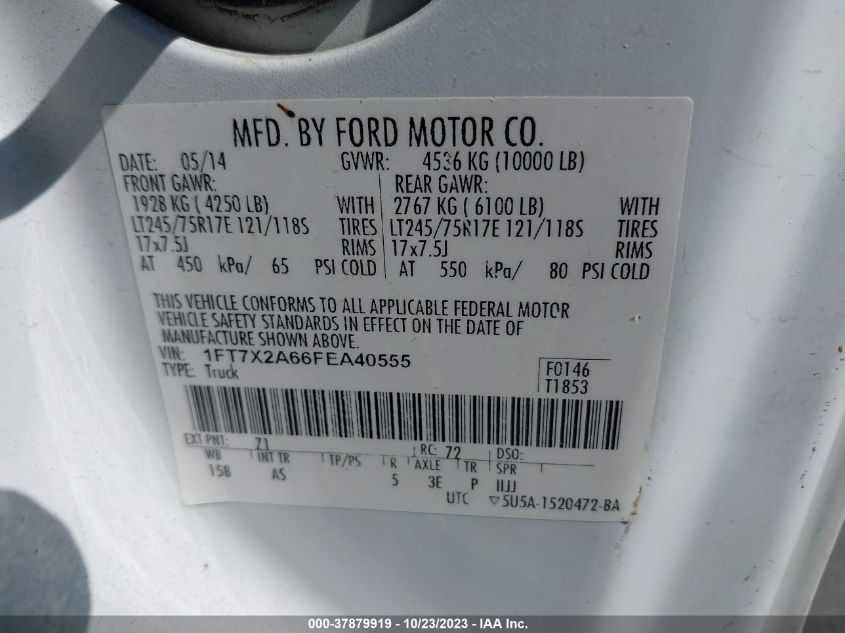 MFD. BY FORD MOTOR CO.
DATE: 05/14 GVWR: 4536 KG (10000 LB)
FRONT GAWR: REAR GAWR:
1928 KG ( 4250 LB) WITH 2767 KG ( 6100 LB) WITH
LT245/75R17E 121/118S TIRES LT245/75R17E 121/118S TIRES
17x7.5J RIMS 17x7.5J RIMS
AT 450 kPa/ 65 PSI COLD AT 550 kPa/ 80 PSI COLD
THIS VEHICLE CONFORMS TO ALL APPLICABLE FEDERAL MOTOR
VEHICLE SAFETY STANDARDS IN EFFECT ON THE DATE OF
MANUFACTURE SHOWN ABOVE.
VIN: 1FT7X2A66FEA40555 F0146
TYPE: Truck T1853
EXT PNT: Z1 RC: 72 DSO:
WB INT TR TP/PS R AXLE TR SPR
158 AS 5 3E P IIJJ
UTC ▽5U5A-1520472-BA
000-37879919 - 10/23/2023 - IAA Inc.